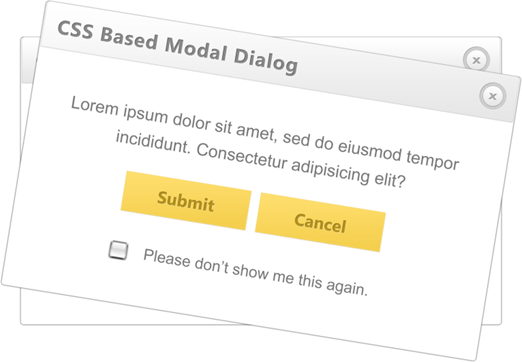 CSS Based Modal Dialog
Lorem ipsum dolor sit amet, sed do eiusmod tempor
incididunt. Consectetur adipisicing elit?
Submit Cancel
Please don't show me this again.